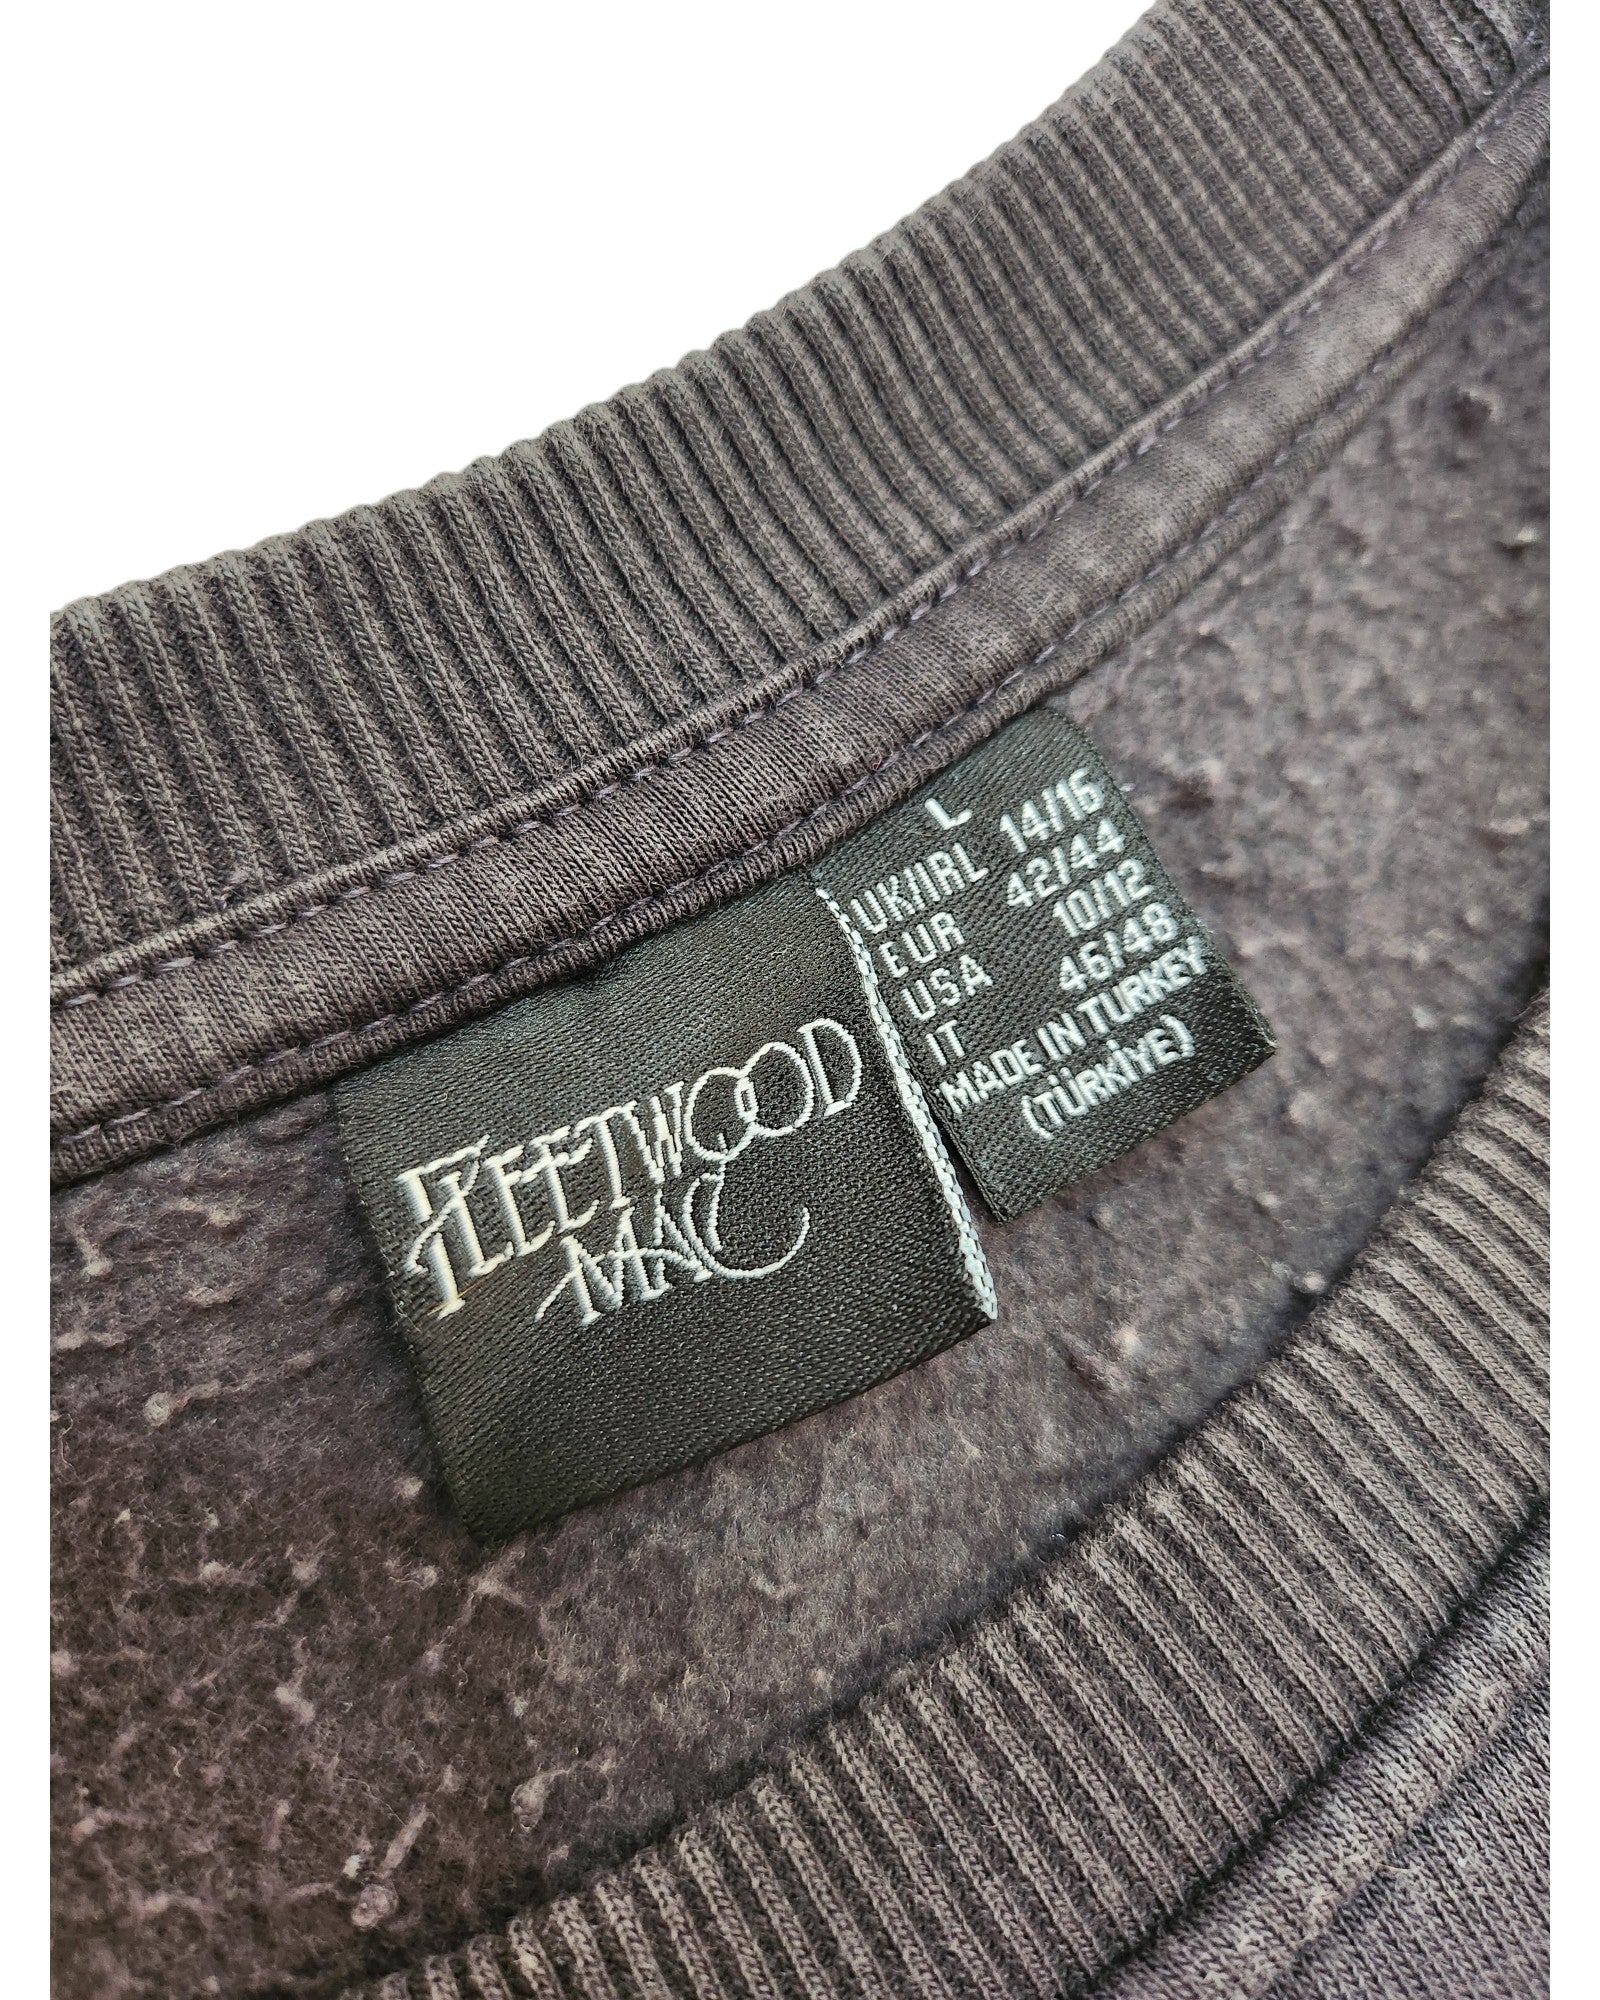 FLEETWOOD
MAC
L
UK/IRL 14/16
EUR 42/44
USA 10/12
IT 46/48
MADE IN TURKEY
(TÜRKİYE)